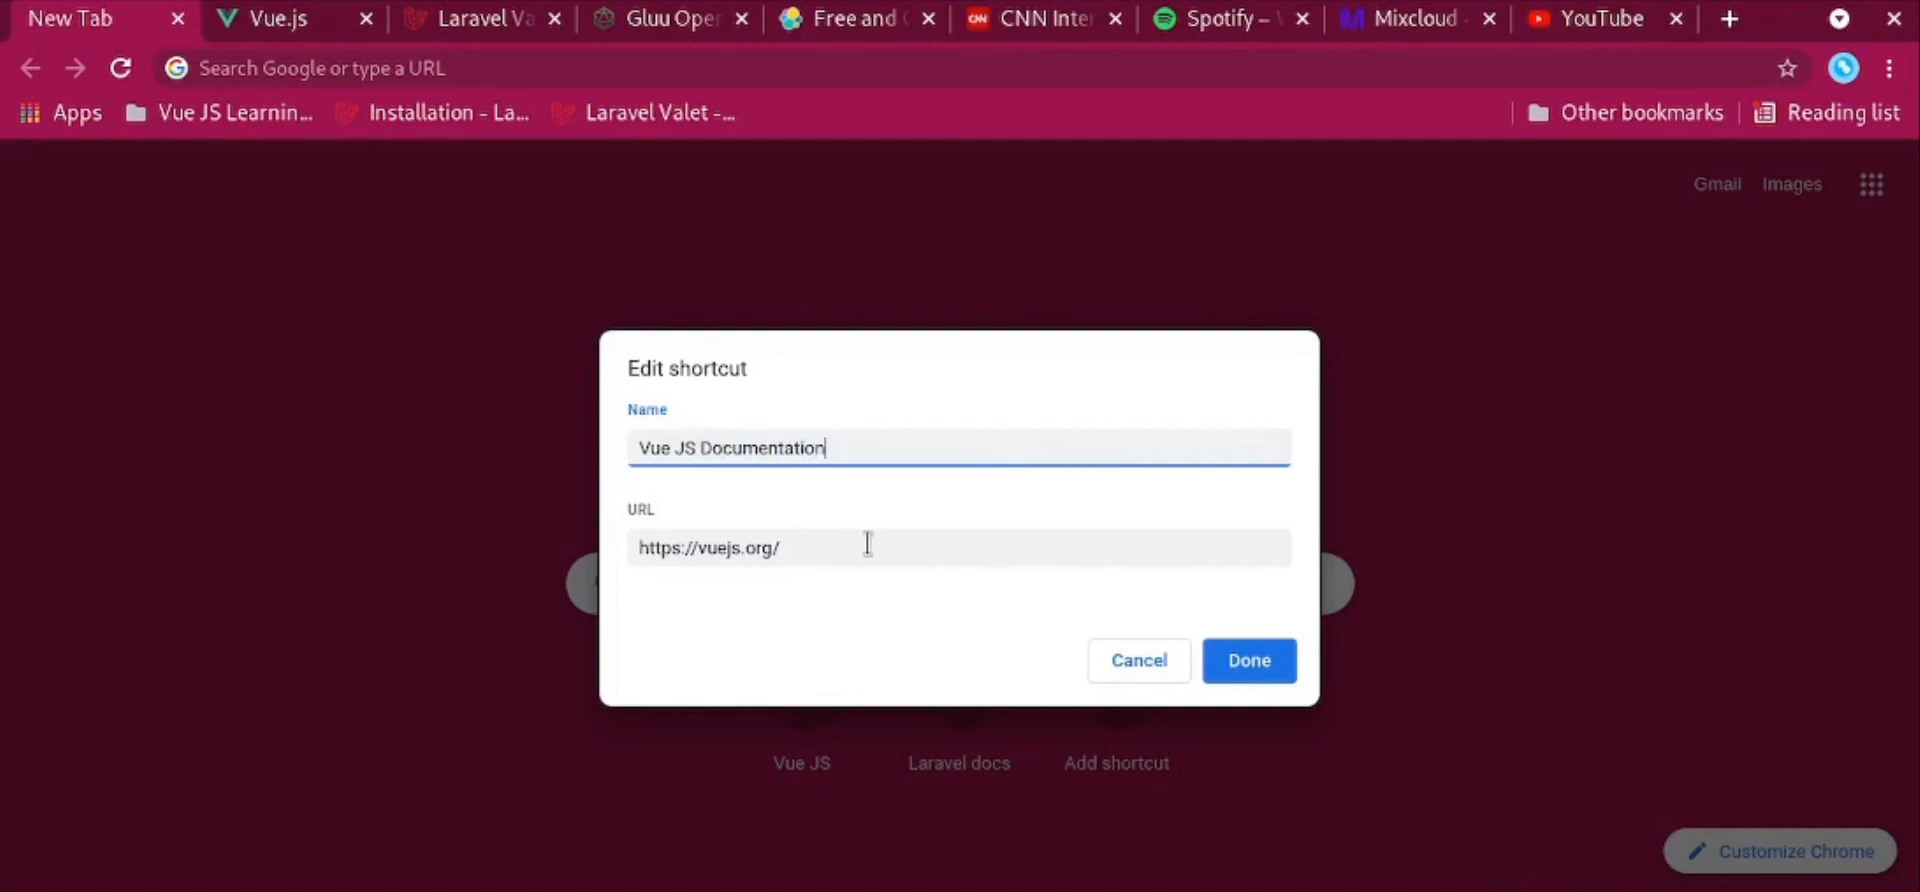 New Tab
Vue.js
Laravel Va
Gluu Oper
Free and
CNN Inter
Spotify –
Mixcloud
YouTube
Search Google or type a URL
Apps
Vue JS Learnin...
Installation - La...
Laravel Valet -...
Other bookmarks
Reading list
Gmail
Images
Edit shortcut
Name
Vue JS Documentation
URL
https://vuejs.org/
Cancel
Done
Vue JS
Laravel docs
Add shortcut
Customize Chrome